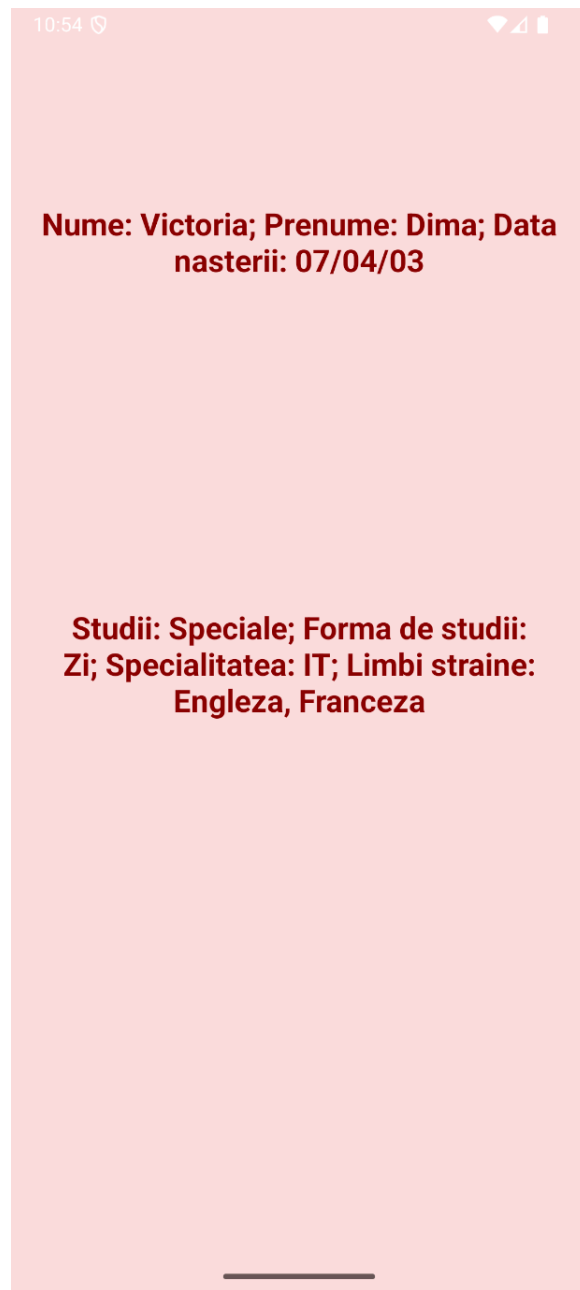 10:54
Nume: Victoria; Prenume: Dima; Data
nasterii: 07/04/03
Studii: Speciale; Forma de studii:
Zi; Specialitatea: IT; Limbi straine:
Engleza, Franceza